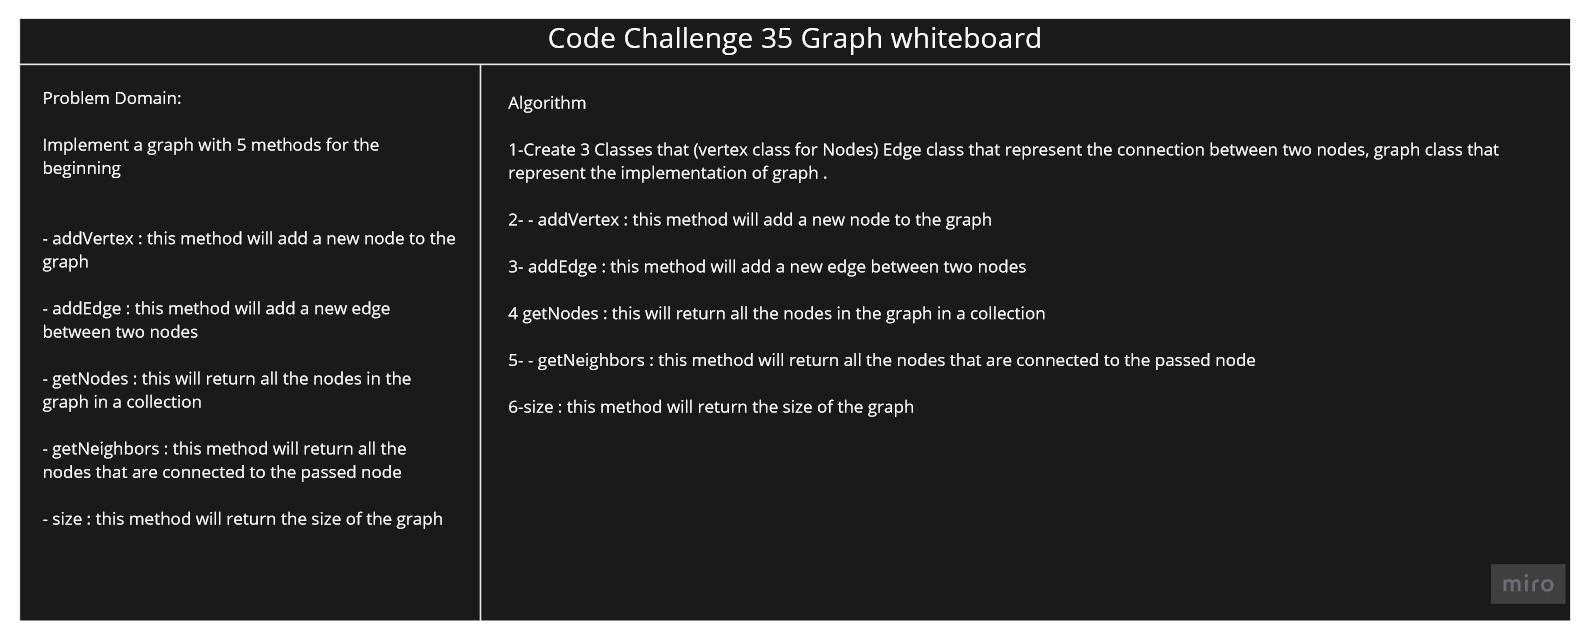 Code Challenge 35 Graph whiteboard
Problem Domain:
Implement a graph with 5 methods for the
beginning
- addVertex : this method will add a new node to the
graph
- addEdge : this method will add a new edge
between two nodes
- getNodes : this will return all the nodes in the
graph in a collection
- getNeighbors : this method will return all the
nodes that are connected to the passed node
- size : this method will return the size of the graph
Algorithm
1-Create 3 Classes that (vertex class for Nodes) Edge class that represent the connection between two nodes, graph class that
represent the implementation of graph .
2- - addVertex : this method will add a new node to the graph
3- addEdge : this method will add a new edge between two nodes
4 getNodes : this will return all the nodes in the graph in a collection
5- - getNeighbors : this method will return all the nodes that are connected to the passed node
6-size : this method will return the size of the graph
miro